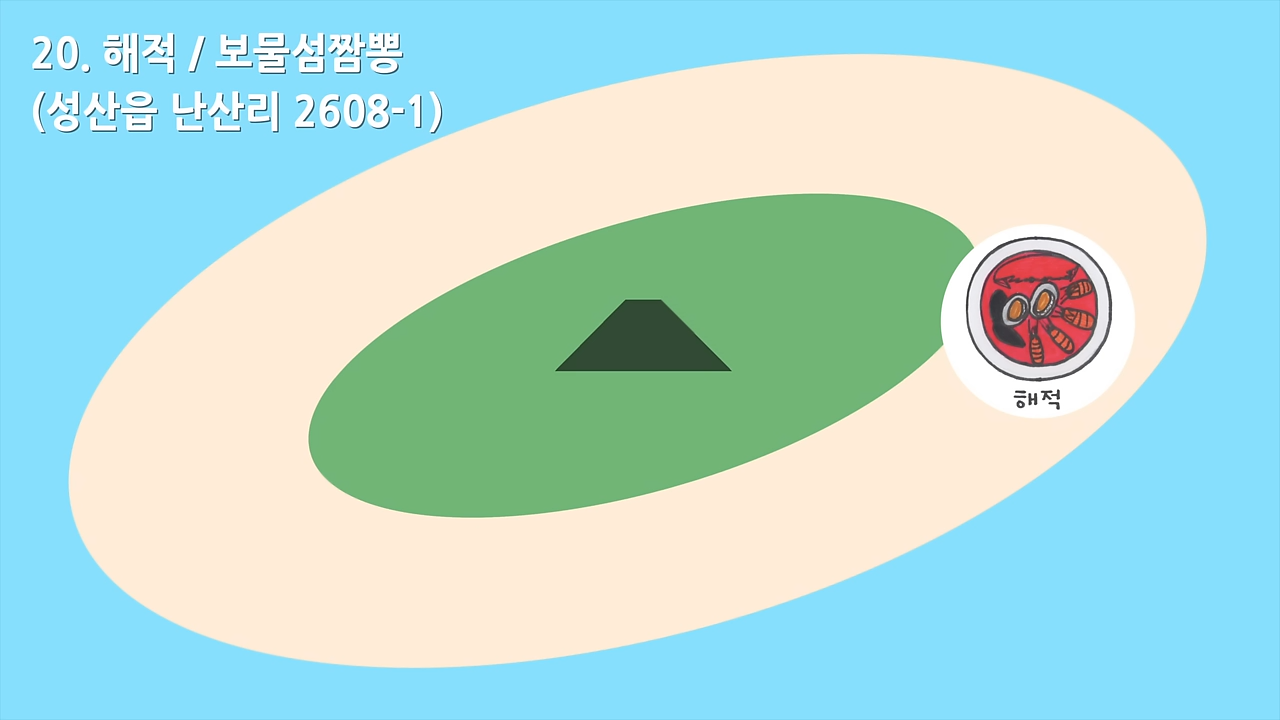 20. 해적 / 보물섬짬뽕
(성산읍 난산리 2608-1)
해적